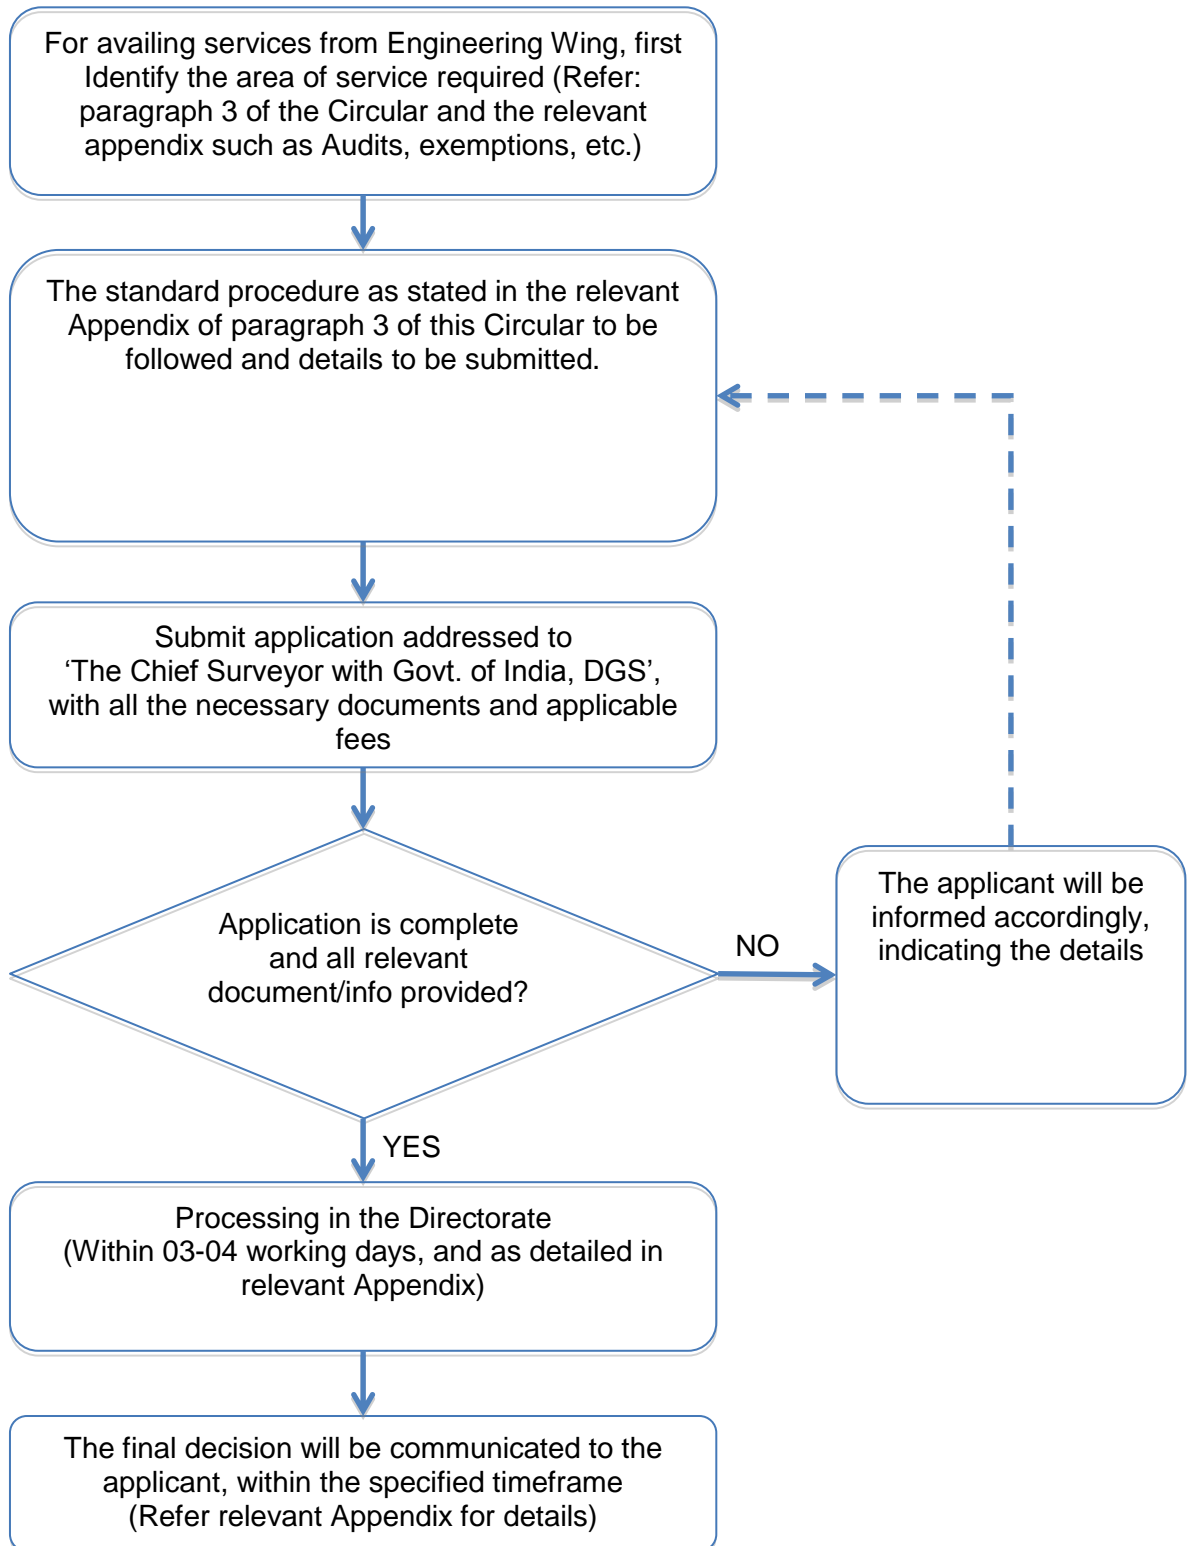 For availing services from Engineering Wing, first
Identify the area of service required (Refer:
paragraph 3 of the Circular and the relevant
appendix such as Audits, exemptions, etc.)
The standard procedure as stated in the relevant
Appendix of paragraph 3 of this Circular to be
followed and details to be submitted.
Submit application addressed to
‘The Chief Surveyor with Govt. of India, DGS’,
with all the necessary documents and applicable
fees
Application is complete
and all relevant
document/info provided?
NO
The applicant will be
informed accordingly,
indicating the details
YES
Processing in the Directorate
(Within 03-04 working days, and as detailed in
relevant Appendix)
The final decision will be communicated to the
applicant, within the specified timeframe
(Refer relevant Appendix for details)